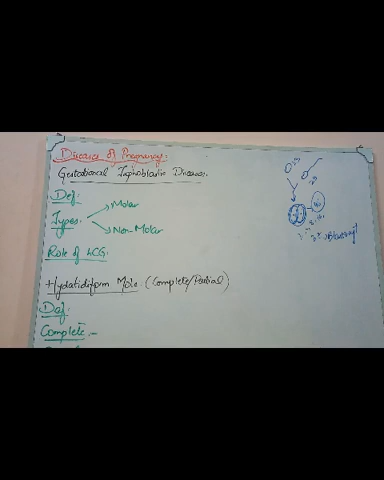 Diseases of Pregnancy:
Gestational Trophoblastic Diseases.
Def:
Types: Molar
Non-Molar
Role of hCG
Hydatidiform Mole. (Complete/Partial)
Def:
Complete:-